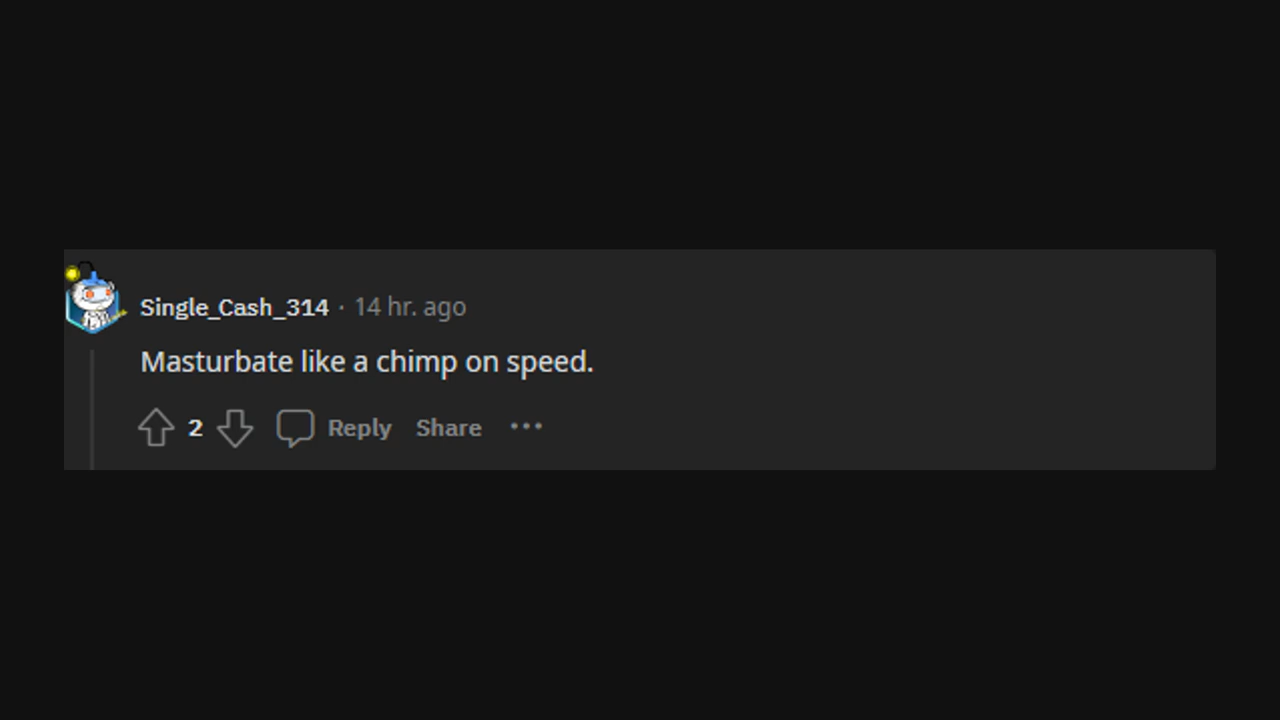 Single_Cash_314 · 14 hr. ago
Masturbate like a chimp on speed.
2 Reply Share ···